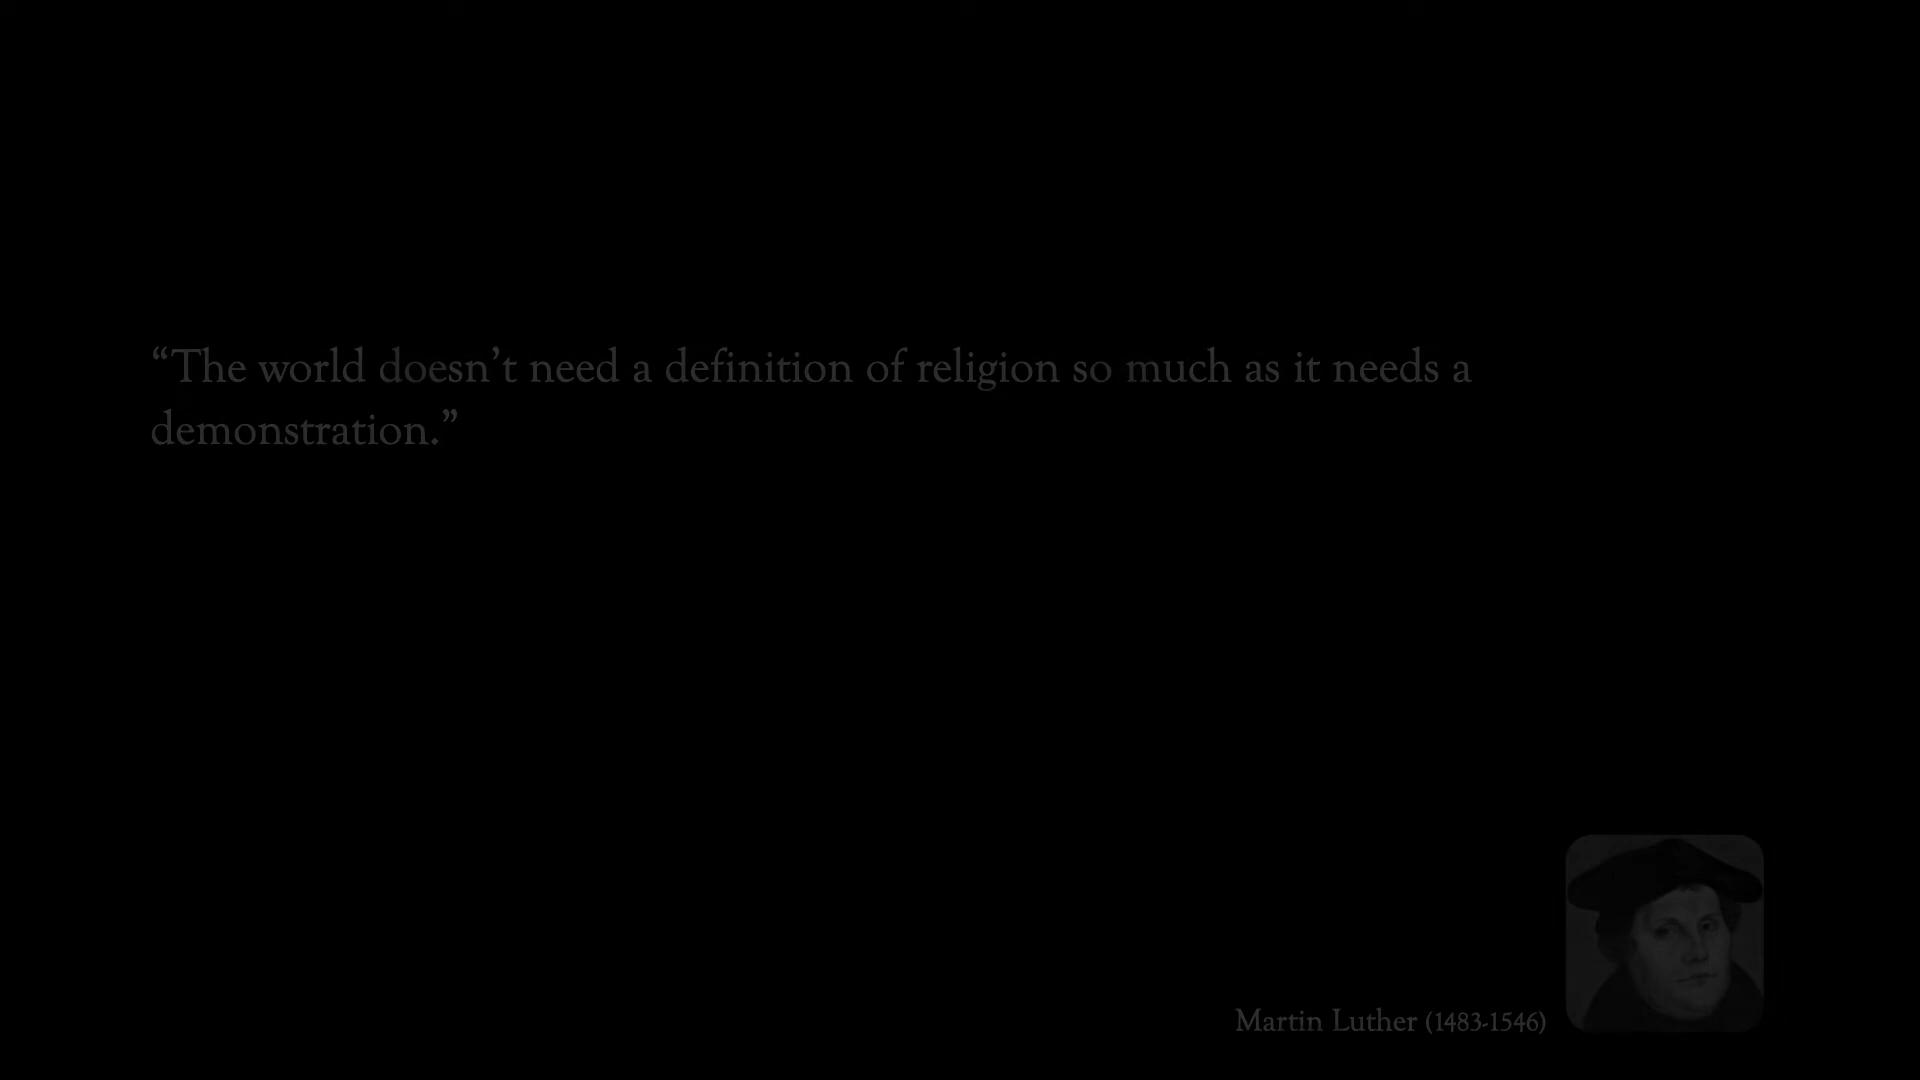 “The world doesn’t need a definition of religion so much as it needs a
demonstration.”
Martin Luther (1483-1546)